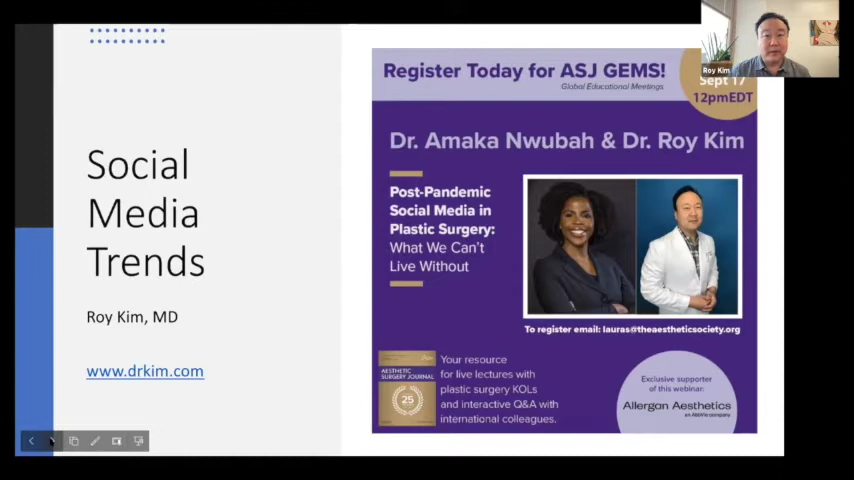 Social
Media
Trends
Roy Kim, MD
www.drkim.com
Register Today for ASJ GEMS!
Global Educational Meetings
Roy Kim
Sept 17
12pmEDT
Dr. Amaka Nwubah & Dr. Roy Kim
Post-Pandemic
Social Media in
Plastic Surgery:
What We Can't
Live Without
To register email: lauras@theaestheticsociety.org
AESTHETIC
SURGERY JOURNAL
25
Your resource
for live lectures with
plastic surgery KOLs
and interactive Q&A with
international colleagues.
Exclusive supporter
of this webinar:
Allergan Aesthetics
an AbbVie company